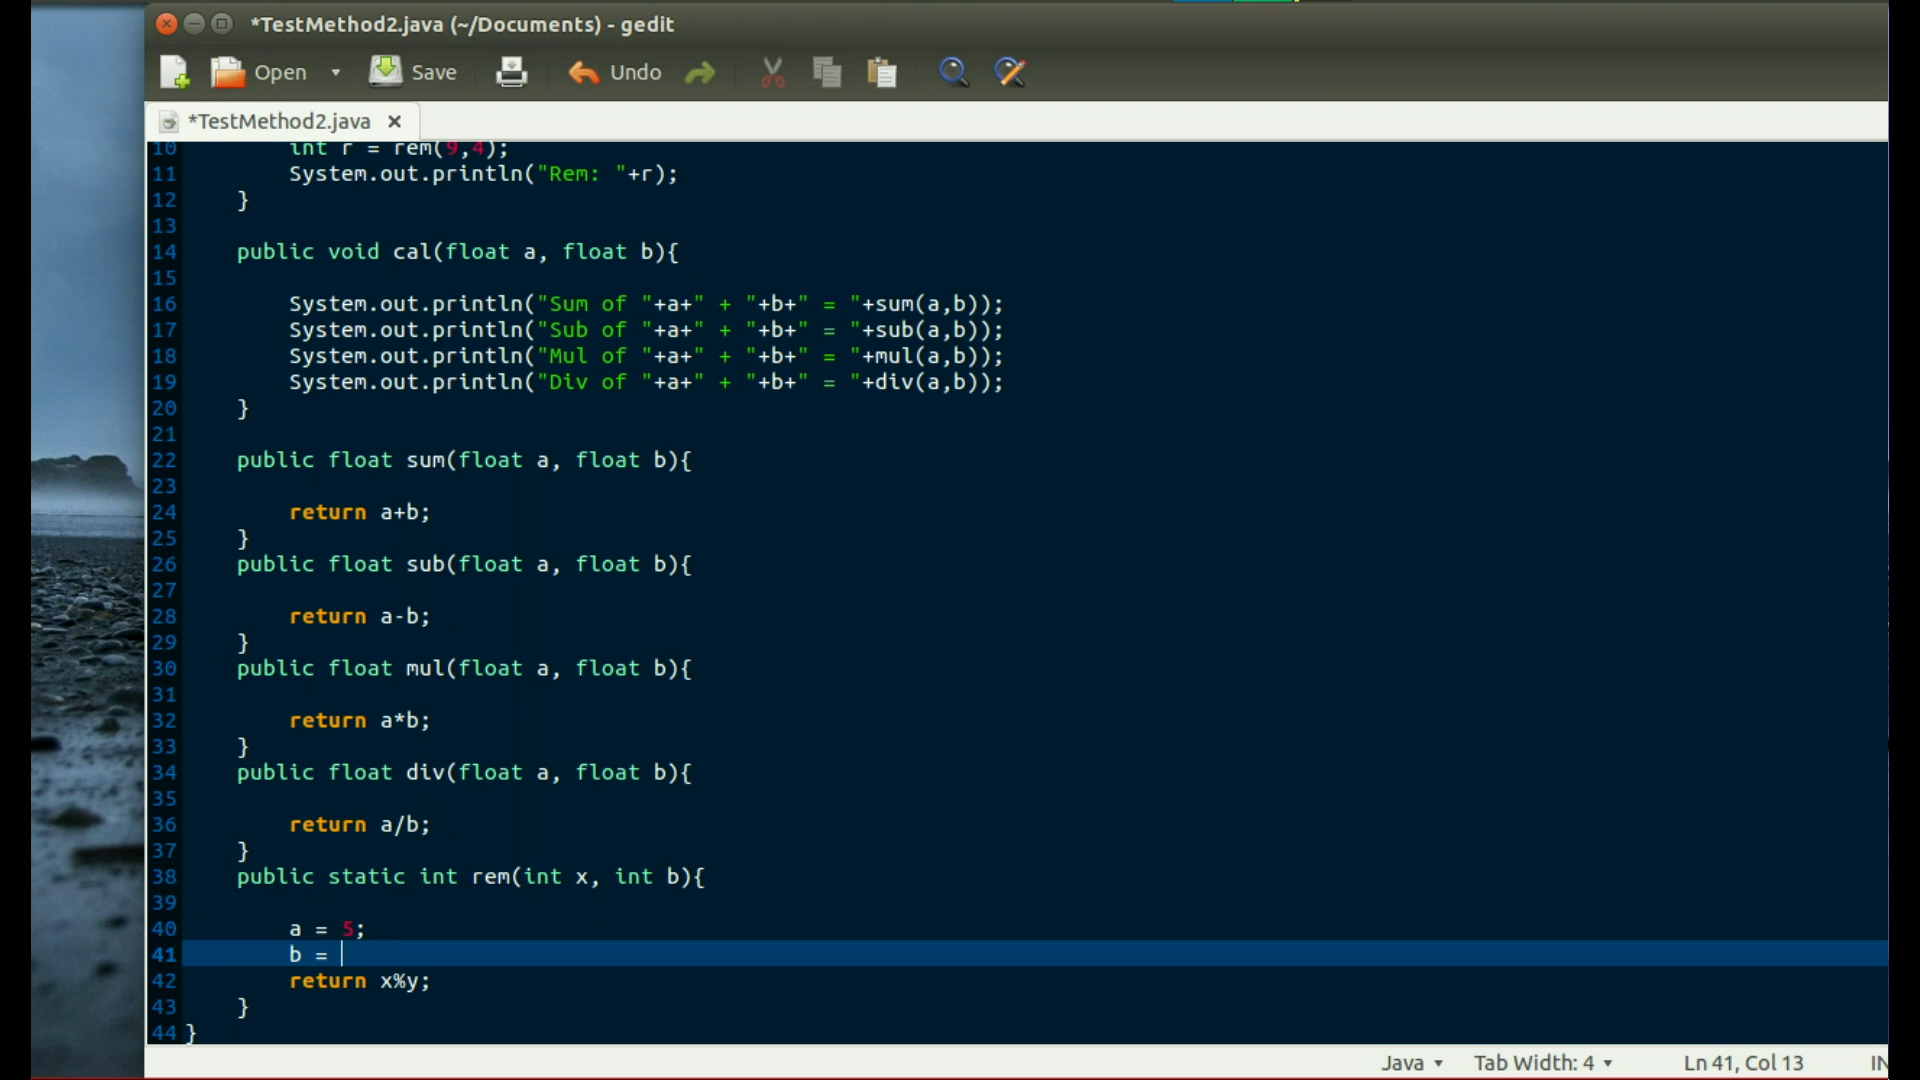 *TestMethod2.java (~/Documents) - gedit
Open Save Undo
*TestMethod2.java
10 int r = rem(9,4);
11 System.out.println("Rem: "+r);
12 }
13
14 public void cal(float a, float b){
15
16 System.out.println("Sum of "+a+" + "+b+" = "+sum(a,b));
17 System.out.println("Sub of "+a+" + "+b+" = "+sub(a,b));
18 System.out.println("Mul of "+a+" + "+b+" = "+mul(a,b));
19 System.out.println("Div of "+a+" + "+b+" = "+div(a,b));
20 }
21
22 public float sum(float a, float b){
23
24 return a+b;
25 }
26 public float sub(float a, float b){
27
28 return a-b;
29 }
30 public float mul(float a, float b){
31
32 return a*b;
33 }
34 public float div(float a, float b){
35
36 return a/b;
37 }
38 public static int rem(int x, int b){
39
40 a = 5;
41 b =
42 return x%y;
43 }
44 }
Java Tab Width: 4 Ln 41, Col 13 IN